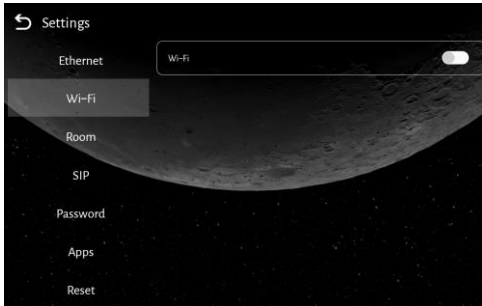 Settings
Ethernet
Wi-Fi
Wi-Fi
Room
SIP
Password
Apps
Reset